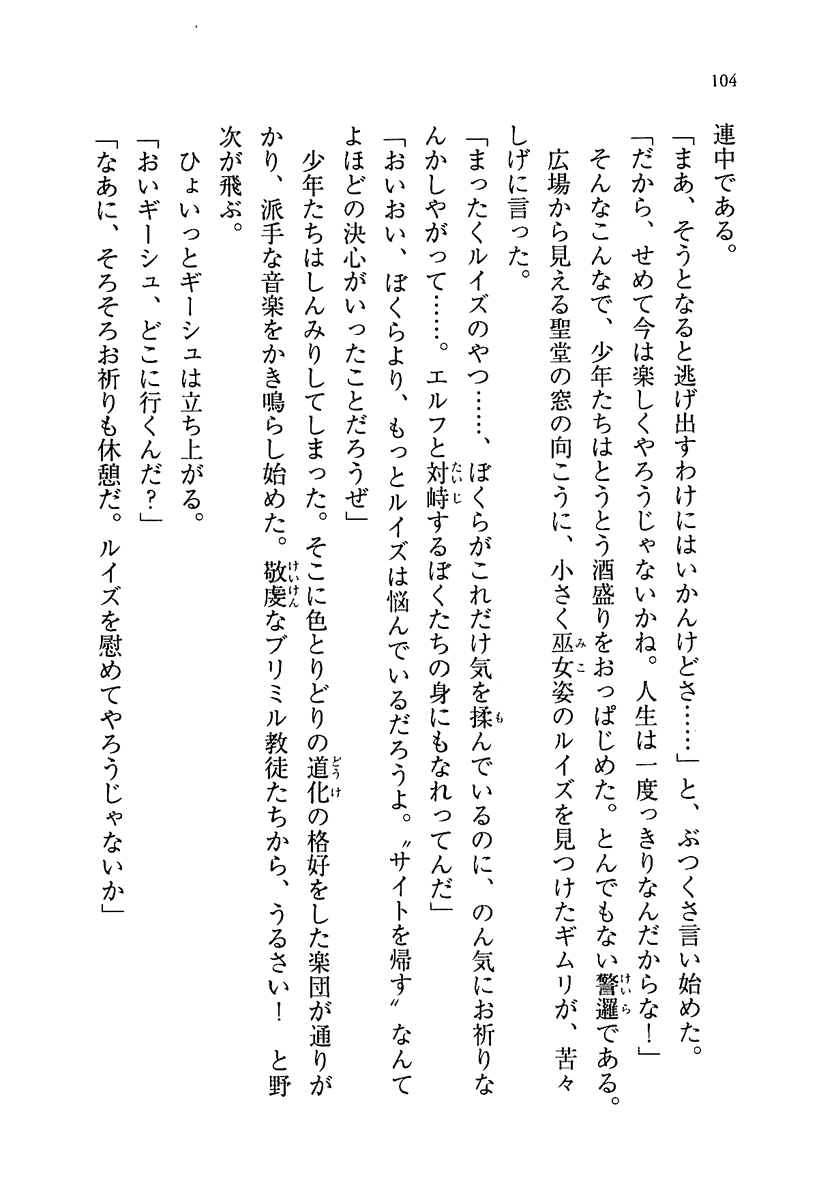 104
連中である。
「まあ、そうとなると逃げ出すわけにはいかんけどさ……」と、ぶつくさ言い始めた。
「だから、せめて今は楽しくやろうじゃないかね。人生は一度っきりなんだからな！」
そんなこんなで、少年たちはとうとう酒盛りをおっぱじめた。とんでもない警邏である。
広場から見える聖堂の窓の向こうに、小さく巫女姿のルイズを見つけたギムリが、苦々
しげに言った。
「まったくルイズのやつ……、ぼくらがこれだけ気を揉んでいるのに、のん気にお祈りな
んかしやがって……。エルフと対峙するぼくたちの身にもなれってんだ」
「おいおい、ぼくらより、もっとルイズは悩んでいるだろうよ。〝サイトを帰す〟なんて
よほどの決心がいったことだろうぜ」
少年たちはしんみりしてしまった。そこに色とりどりの道化の格好をした楽団が通りが
かり、派手な音楽をかき鳴らし始めた。敬虔なブリミル教徒たちから、うるさい！　と野
次が飛ぶ。
ひょいっとギーシュは立ち上がる。
「おいギーシュ、どこに行くんだ？」
「なあに、そろそろお祈りも休憩だ。ルイズを慰めてやろうじゃないか」